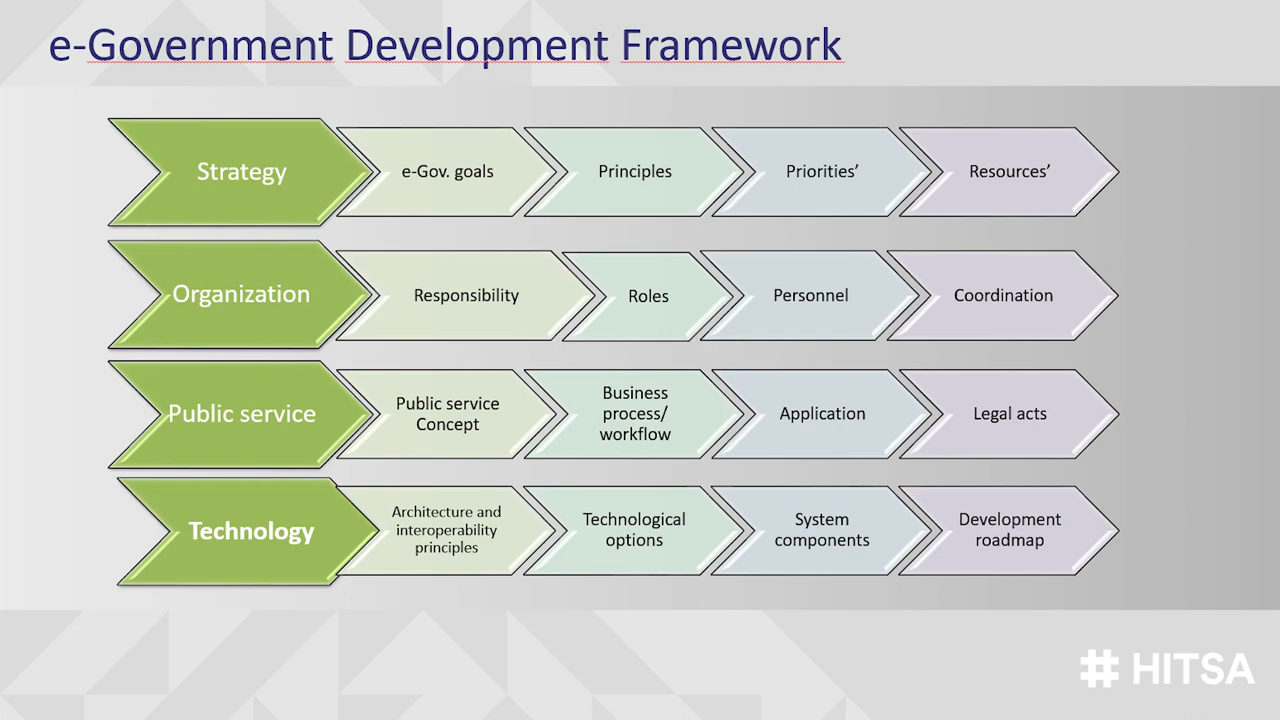 e-Government Development Framework
Strategy
e-Gov. goals
Principles
Priorities’
Resources’
Organization
Responsibility
Roles
Personnel
Coordination
Public service
Public service
Concept
Business
process/
workflow
Application
Legal acts
Technology
Architecture and
interoperability
principles
Technological
options
System
components
Development
roadmap
# HITSA